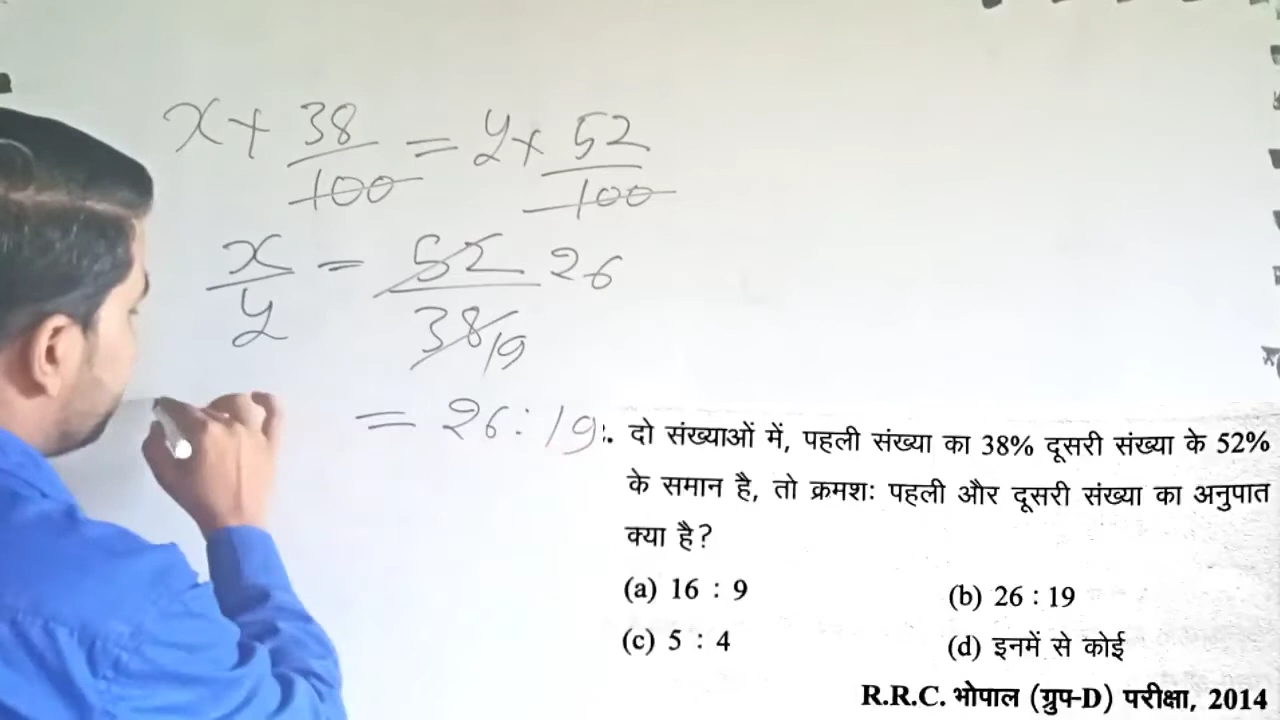 x × 38/100 = y × 52/100
x/y = 52/38 26/19
= 26 : 19
:. दो संख्याओं में, पहली संख्या का 38% दूसरी संख्या के 52%
के समान है, तो क्रमशः पहली और दूसरी संख्या का अनुपात
क्या है?
(a) 16 : 9 (b) 26 : 19
(c) 5 : 4 (d) इनमें से कोई
R.R.C. भोपाल (ग्रुप-D) परीक्षा, 2014